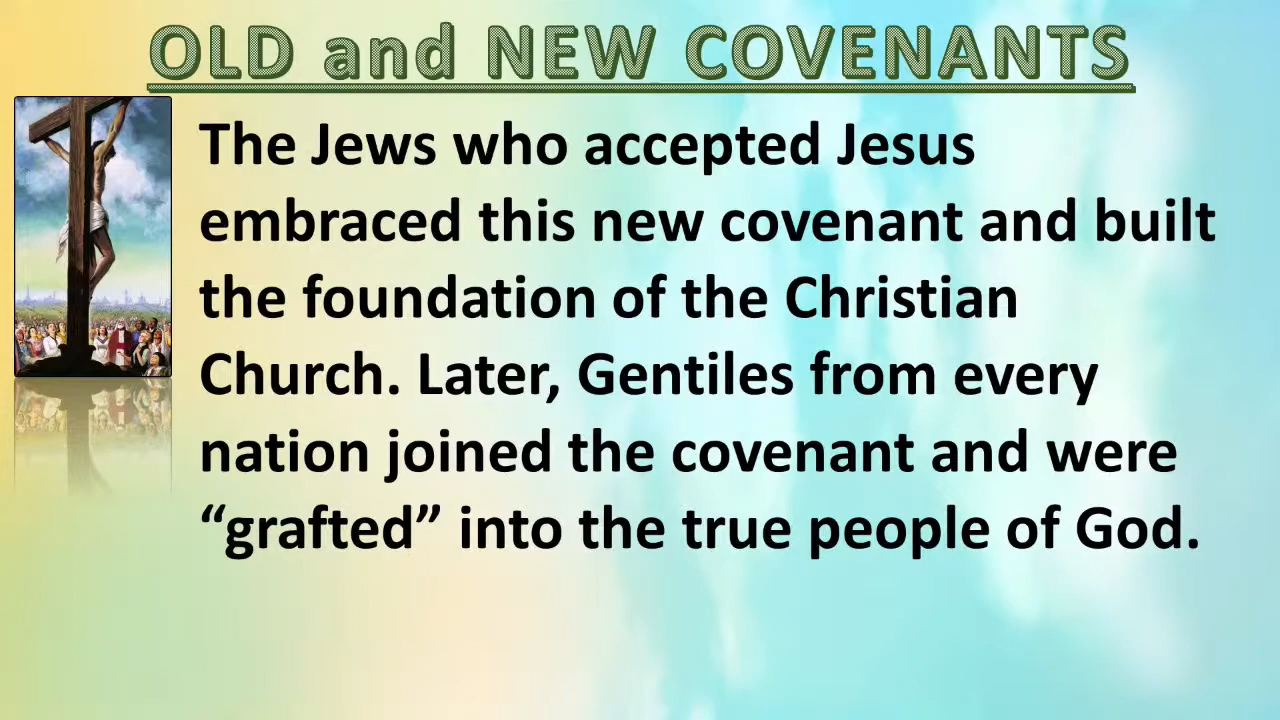 OLD and NEW COVENANTS
The Jews who accepted Jesus
embraced this new covenant and built
the foundation of the Christian
Church. Later, Gentiles from every
nation joined the covenant and were
“grafted” into the true people of God.